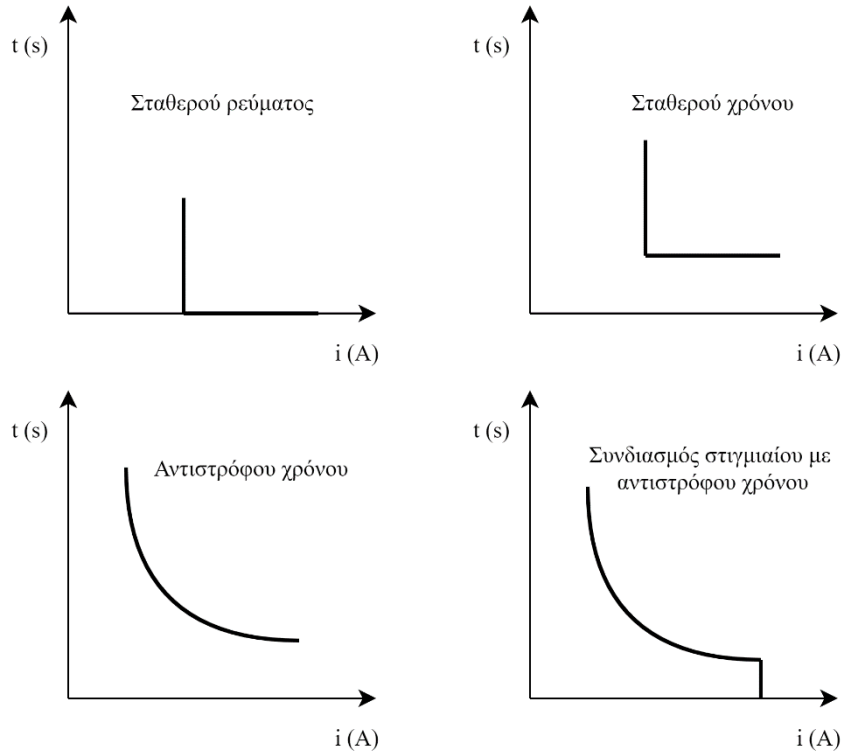 t (s)
Σταθερού ρεύματος
i (A)
t (s)
Σταθερού χρόνου
i (A)
t (s)
Αντιστρόφου χρόνου
i (A)
t (s)
Συνδιασμός στιγμιαίου με
αντιστρόφου χρόνου
i (A)